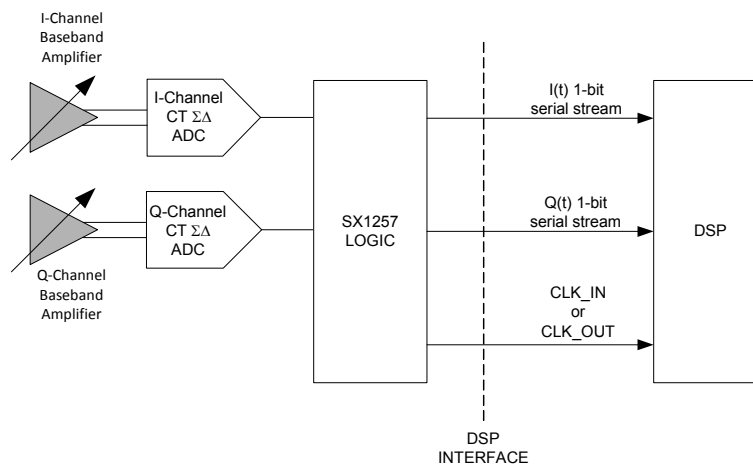 I-Channel
Baseband
Amplifier
I-Channel
CT ΣΔ
ADC
I(t) 1-bit
serial stream
Q-Channel
CT ΣΔ
ADC
SX1257
LOGIC
Q(t) 1-bit
serial stream
DSP
Q-Channel
Baseband
Amplifier
CLK_IN
or
CLK_OUT
DSP
INTERFACE